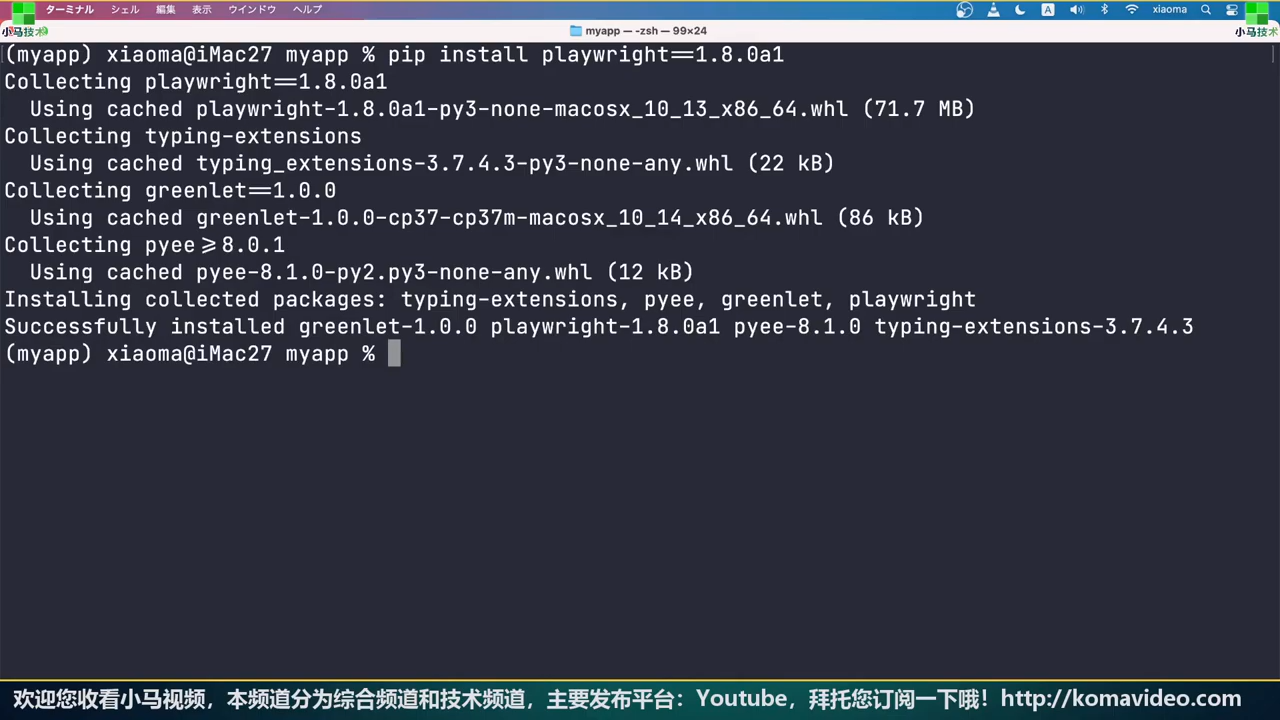 ターミナル シェル 編集 表示 ウインドウ ヘルプ A xiaoma
小马技术 myapp — -zsh — 99×24 小马技术
(myapp) xiaoma@iMac27 myapp % pip install playwright==1.8.0a1
Collecting playwright==1.8.0a1
Using cached playwright-1.8.0a1-py3-none-macosx_10_13_x86_64.whl (71.7 MB)
Collecting typing-extensions
Using cached typing_extensions-3.7.4.3-py3-none-any.whl (22 kB)
Collecting greenlet==1.0.0
Using cached greenlet-1.0.0-cp37-cp37m-macosx_10_14_x86_64.whl (86 kB)
Collecting pyee>=8.0.1
Using cached pyee-8.1.0-py2.py3-none-any.whl (12 kB)
Installing collected packages: typing-extensions, pyee, greenlet, playwright
Successfully installed greenlet-1.0.0 playwright-1.8.0a1 pyee-8.1.0 typing-extensions-3.7.4.3
(myapp) xiaoma@iMac27 myapp %
欢迎您收看小马视频，本频道分为综合频道和技术频道，主要发布平台：Youtube，拜托您订阅一下哦！http://komavideo.com